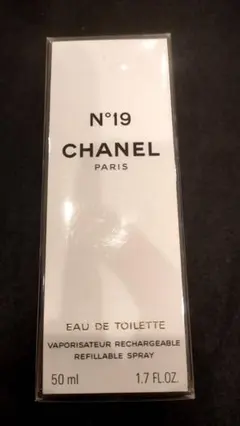 N°19
CHANEL
PARIS
EAU DE TOILETTE
VAPORISATEUR RECHARGEABLE
REFILLABLE SPRAY
50 ml 1.7 FL.OZ.